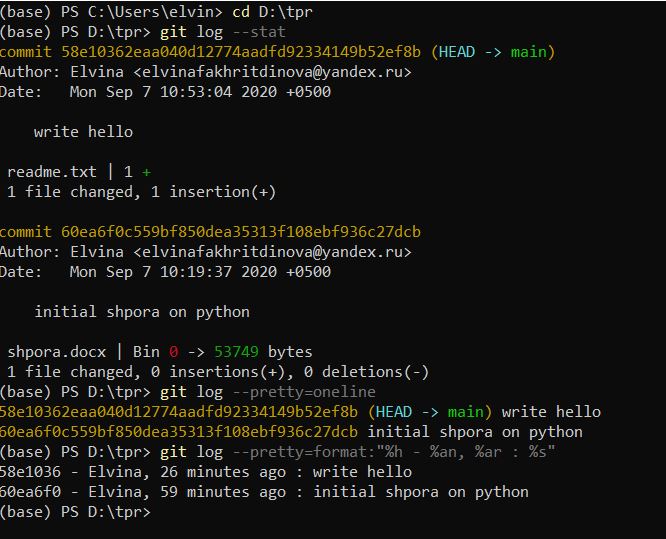 (base) PS C:\Users\elvin> cd D:\tpr
(base) PS D:\tpr> git log --stat
commit 58e10362eaa040d12774aadfd92334149b52ef8b (HEAD -> main)
Author: Elvina <elvinafakhritdinova@yandex.ru>
Date:   Mon Sep 7 10:53:04 2020 +0500
    write hello
 readme.txt | 1 +
 1 file changed, 1 insertion(+)
commit 60ea6f0c559bf850dea35313f108ebf936c27dcb
Author: Elvina <elvinafakhritdinova@yandex.ru>
Date:   Mon Sep 7 10:19:37 2020 +0500
    initial shpora on python
 shpora.docx | Bin 0 -> 53749 bytes
 1 file changed, 0 insertions(+), 0 deletions(-)
(base) PS D:\tpr> git log --pretty=oneline
58e10362eaa040d12774aadfd92334149b52ef8b (HEAD -> main) write hello
60ea6f0c559bf850dea35313f108ebf936c27dcb initial shpora on python
(base) PS D:\tpr> git log --pretty=format:"%h - %an, %ar : %s"
58e1036 - Elvina, 26 minutes ago : write hello
60ea6f0 - Elvina, 59 minutes ago : initial shpora on python
(base) PS D:\tpr>